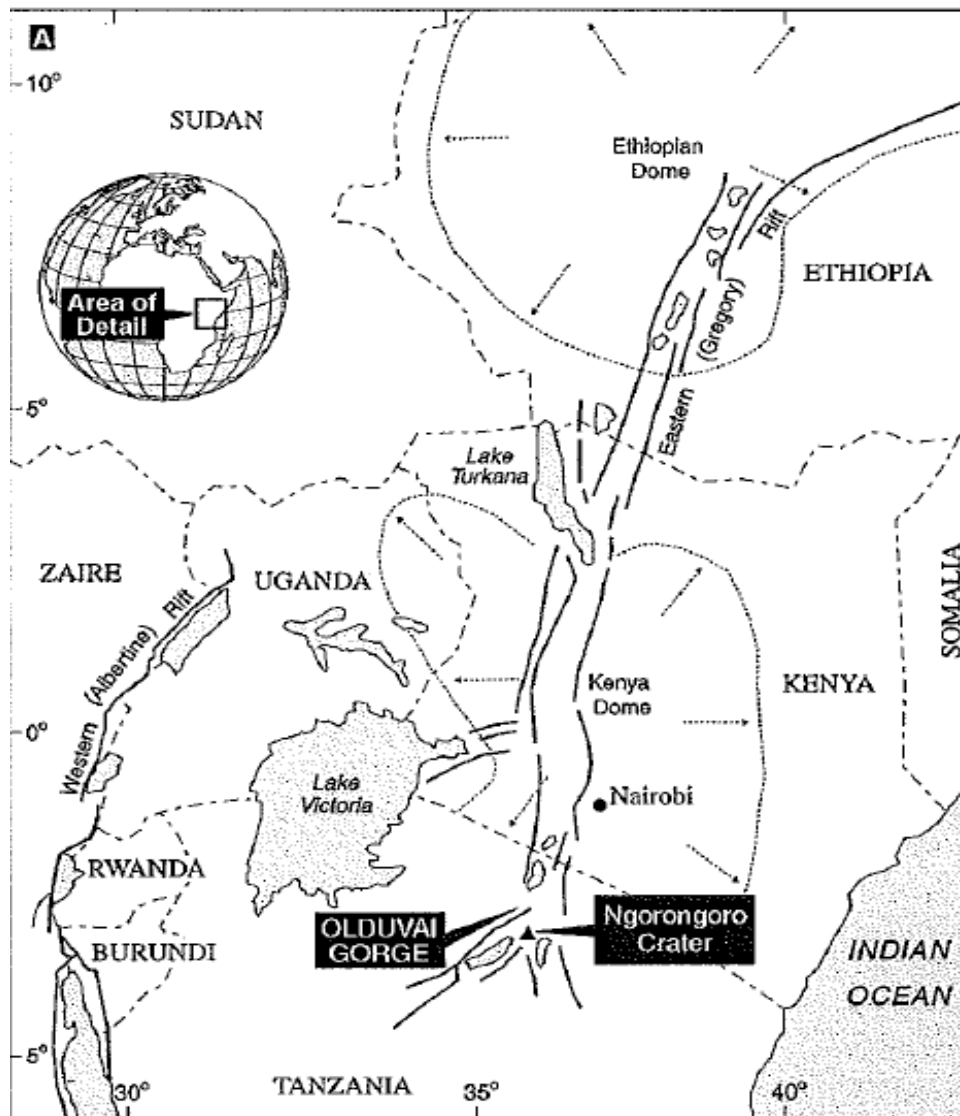 A
10°
SUDAN
Ethiopian
Dome
Rift
ETHIOPIA
Area of
Detail
(Gregory)
5°
Eastern
Lake
Turkana
ZAIRE
UGANDA
SOMALIA
Rift
(Albertine)
Western
Kenya
Dome
KENYA
0°
Lake
Victoria
Nairobi
RWANDA
OLDUVAI
GORGE
Ngorongoro
Crater
BURUNDI
INDIAN
OCEAN
5°
30°
35°
40°
TANZANIA